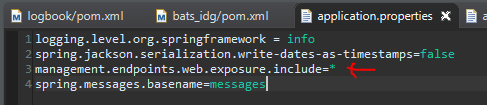 logbook/pom.xml bats_idg/pom.xml application.properties
1 logging.level.org.springframework = info
2 spring.jackson.serialization.write-dates-as-timestamps=false
3 management.endpoints.web.exposure.include=*
4 spring.messages.basename=messages